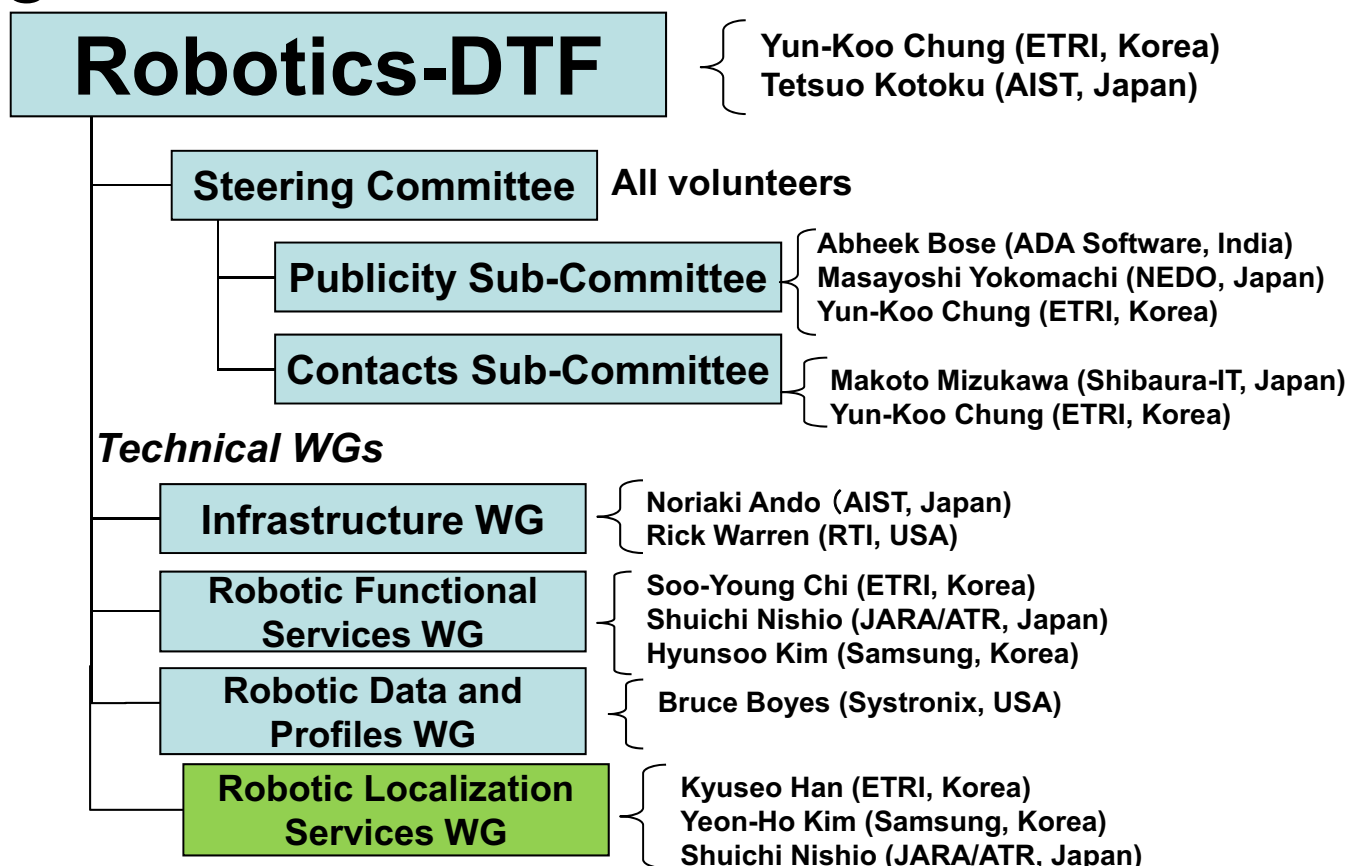 Robotics-DTF
Yun-Koo Chung (ETRI, Korea)
Tetsuo Kotoku (AIST, Japan)
Steering Committee
All volunteers
Publicity Sub-Committee
Abheek Bose (ADA Software, India)
Masayoshi Yokomachi (NEDO, Japan)
Yun-Koo Chung (ETRI, Korea)
Contacts Sub-Committee
Makoto Mizukawa (Shibaura-IT, Japan)
Yun-Koo Chung (ETRI, Korea)
Technical WGs
Infrastructure WG
Noriaki Ando（AIST, Japan)
Rick Warren (RTI, USA)
Robotic Functional
Services WG
Soo-Young Chi (ETRI, Korea)
Shuichi Nishio (JARA/ATR, Japan)
Hyunsoo Kim (Samsung, Korea)
Robotic Data and
Profiles WG
Bruce Boyes (Systronix, USA)
Robotic Localization
Services WG
Kyuseo Han (ETRI, Korea)
Yeon-Ho Kim (Samsung, Korea)
Shuichi Nishio (JARA/ATR, Japan)